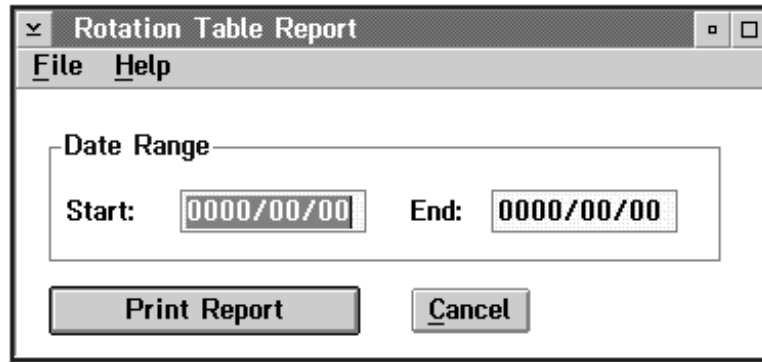 Rotation Table Report
File Help
Date Range
Start: 0000/00/00 End: 0000/00/00
Print Report Cancel